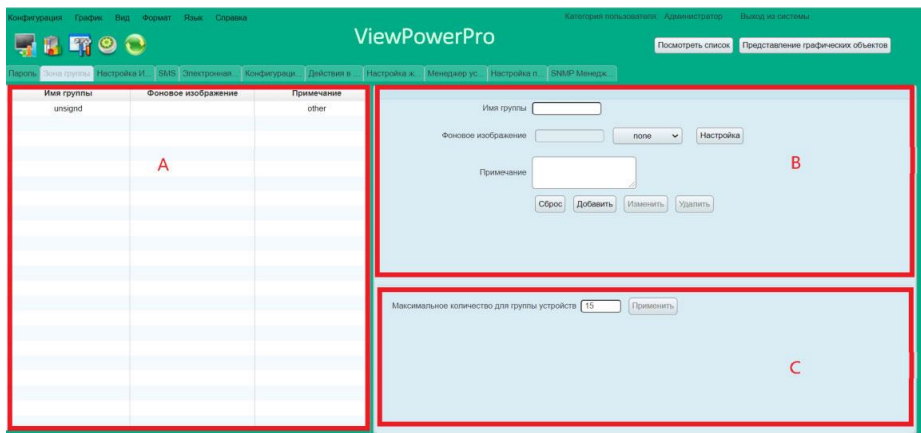 Конфигурация График Вид Формат Язык Справка
Категория пользователя: Администратор Выход из системы
ViewPowerPro
Посмотреть список Представление графических объектов
Пароль Зона группы Настройка И... SMS Электронная... Конфигураци... Действия в ... Настройка ж... Менеджер ус... Настройка п... SNMP Менедж...
Имя группы Фоновое изображение Примечание
unsignd other
A
Имя группы
Фоновое изображение none Настройка
B
Примечание
Сброс Добавить Изменить Удалить
Максимальное количество для группы устройств 15 Применить
C